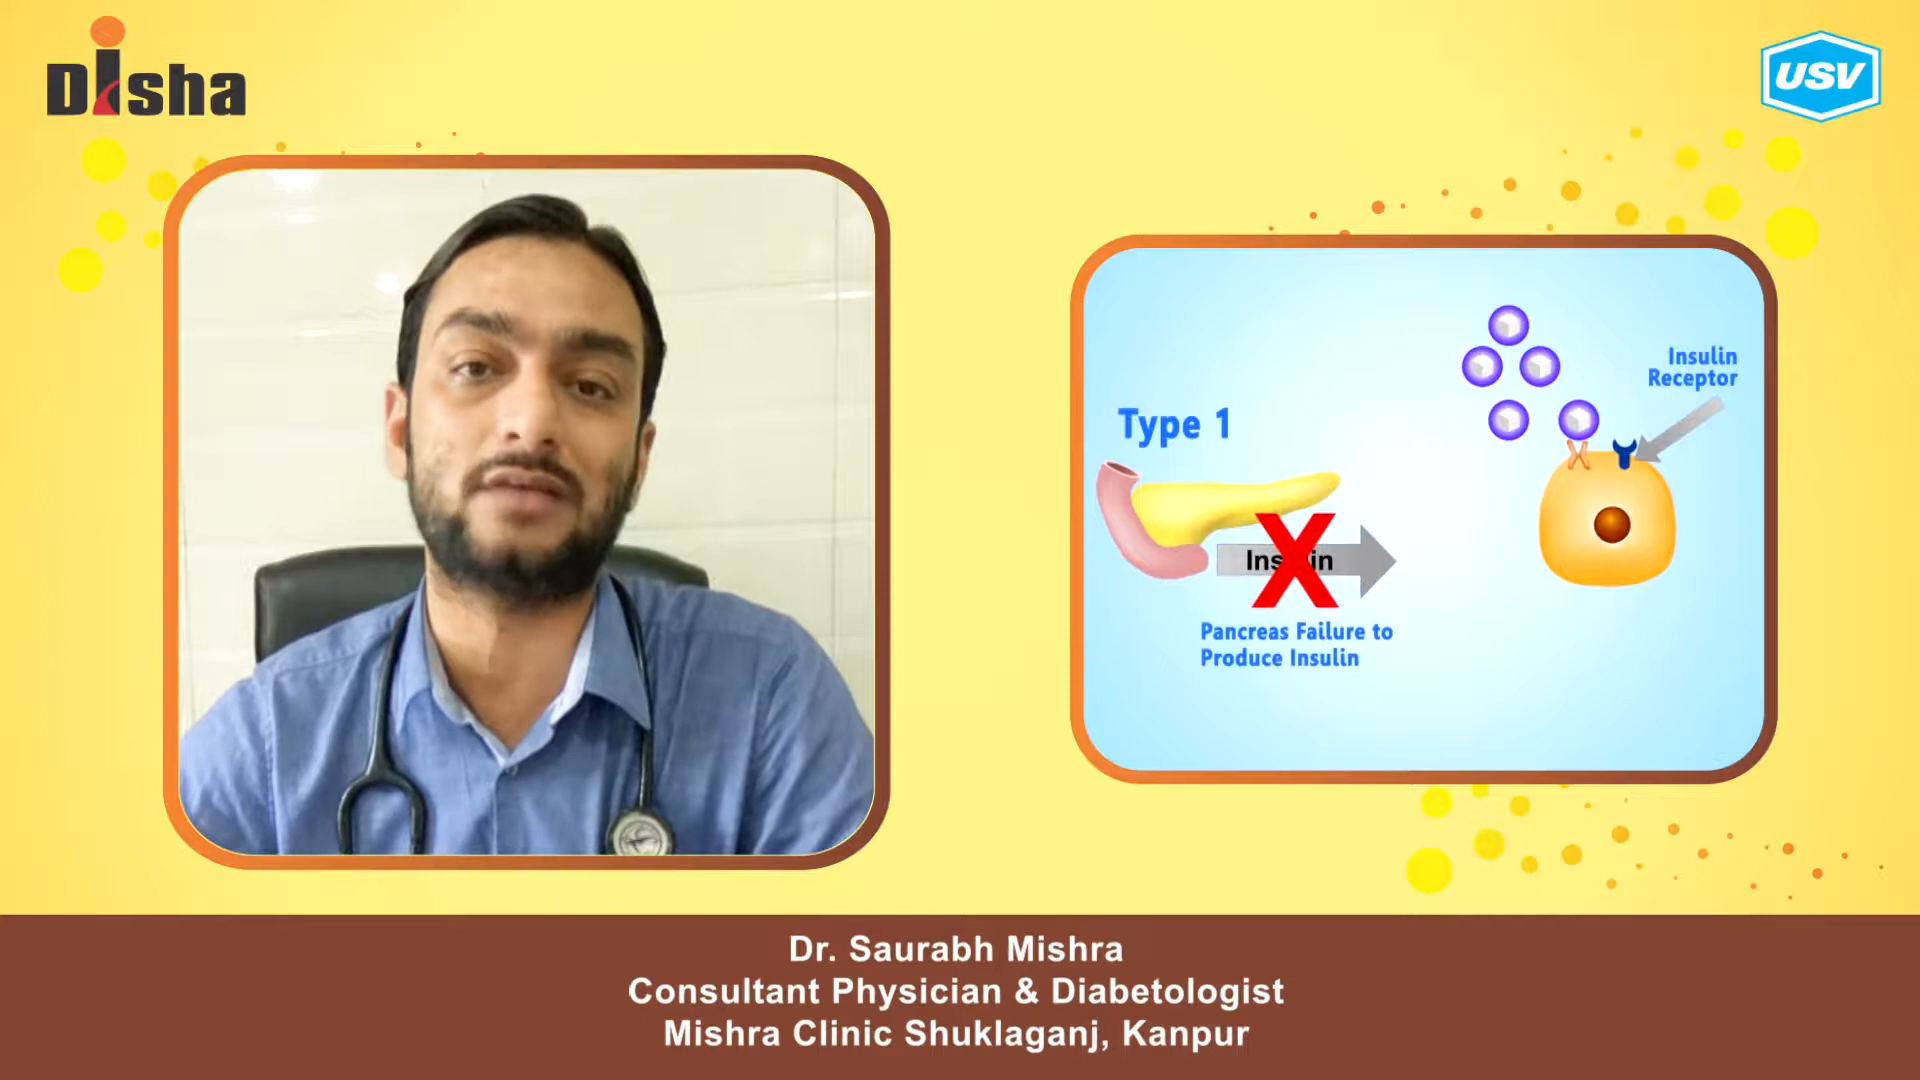 Disha
USV
Type 1
Insulin
Receptor
Insulin
Pancreas Failure to
Produce Insulin
Dr. Saurabh Mishra
Consultant Physician & Diabetologist
Mishra Clinic Shuklaganj, Kanpur